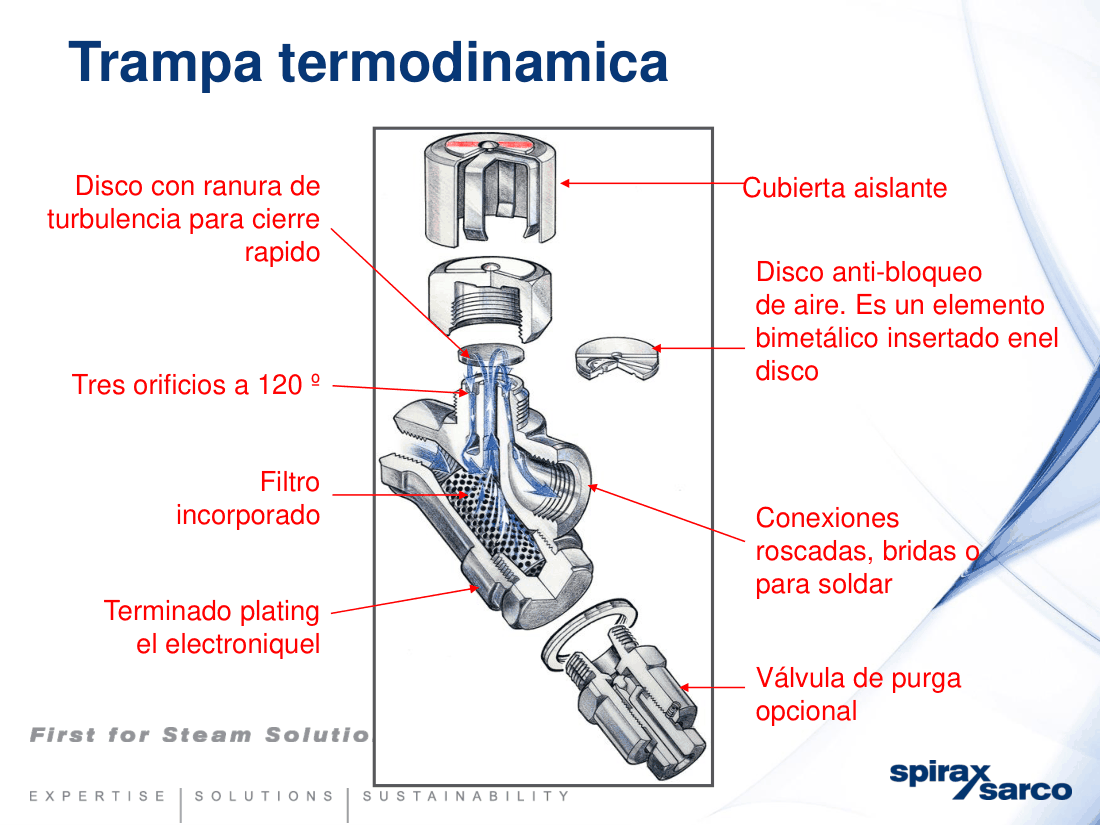 Trampa termodinamica
Disco con ranura de
turbulencia para cierre
rapido
Tres orificios a 120 º
Filtro
incorporado
Terminado plating
el electroniquel
Cubierta aislante
Disco anti-bloqueo
de aire. Es un elemento
bimetálico insertado enel
disco
Conexiones
roscadas, bridas o
para soldar
Válvula de purga
opcional
First for Steam Solutio
EXPERTISE SOLUTIONS SUSTAINABILITY
spirax
sarco